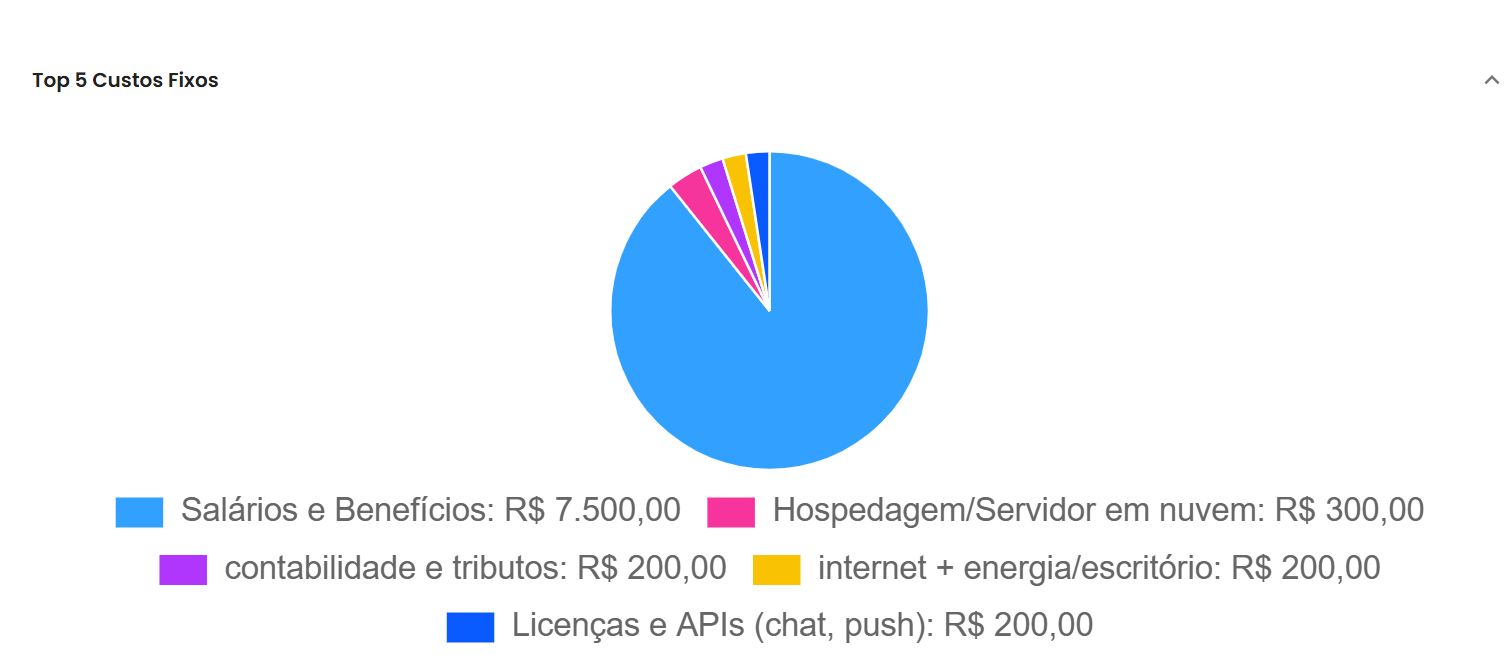 Top 5 Custos Fixos
Salários e Benefícios: R$ 7.500,00 Hospedagem/Servidor em nuvem: R$ 300,00
contabilidade e tributos: R$ 200,00 internet + energia/escritório: R$ 200,00
Licenças e APIs (chat, push): R$ 200,00